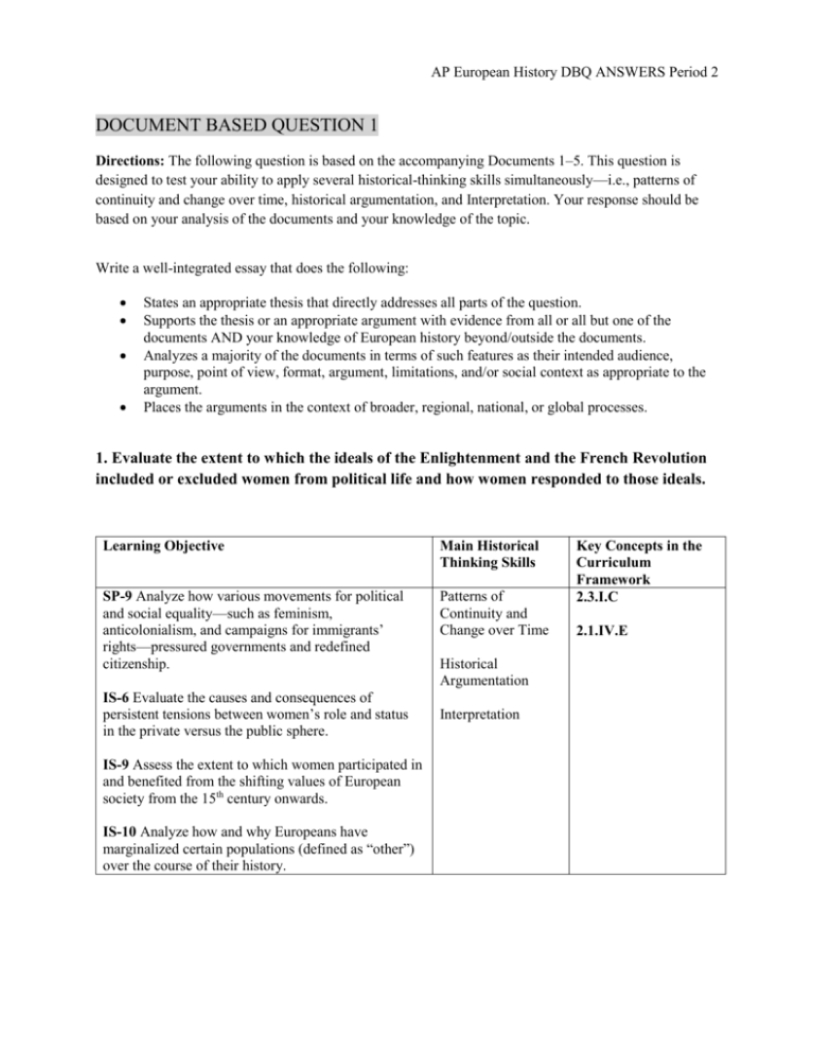 AP European History DBQ ANSWERS Period 2
DOCUMENT BASED QUESTION 1
Directions: The following question is based on the accompanying Documents 1–5. This question is
designed to test your ability to apply several historical-thinking skills simultaneously—i.e., patterns of
continuity and change over time, historical argumentation, and Interpretation. Your response should be
based on your analysis of the documents and your knowledge of the topic.
Write a well-integrated essay that does the following:
• States an appropriate thesis that directly addresses all parts of the question.
• Supports the thesis or an appropriate argument with evidence from all or all but one of the
documents AND your knowledge of European history beyond/outside the documents.
• Analyzes a majority of the documents in terms of such features as their intended audience,
purpose, point of view, format, argument, limitations, and/or social context as appropriate to the
argument.
• Places the arguments in the context of broader, regional, national, or global processes.
1. Evaluate the extent to which the ideals of the Enlightenment and the French Revolution
included or excluded women from political life and how women responded to those ideals.
Learning Objective
Main Historical
Thinking Skills
Key Concepts in the
Curriculum
Framework
SP-9 Analyze how various movements for political
and social equality—such as feminism,
anticolonialism, and campaigns for immigrants’
rights—pressured governments and redefined
citizenship.
IS-6 Evaluate the causes and consequences of
persistent tensions between women’s role and status
in the private versus the public sphere.
IS-9 Assess the extent to which women participated in
and benefited from the shifting values of European
society from the 15th century onwards.
IS-10 Analyze how and why Europeans have
marginalized certain populations (defined as “other”)
over the course of their history.
Patterns of
Continuity and
Change over Time
Historical
Argumentation
Interpretation
2.3.I.C
2.1.IV.E